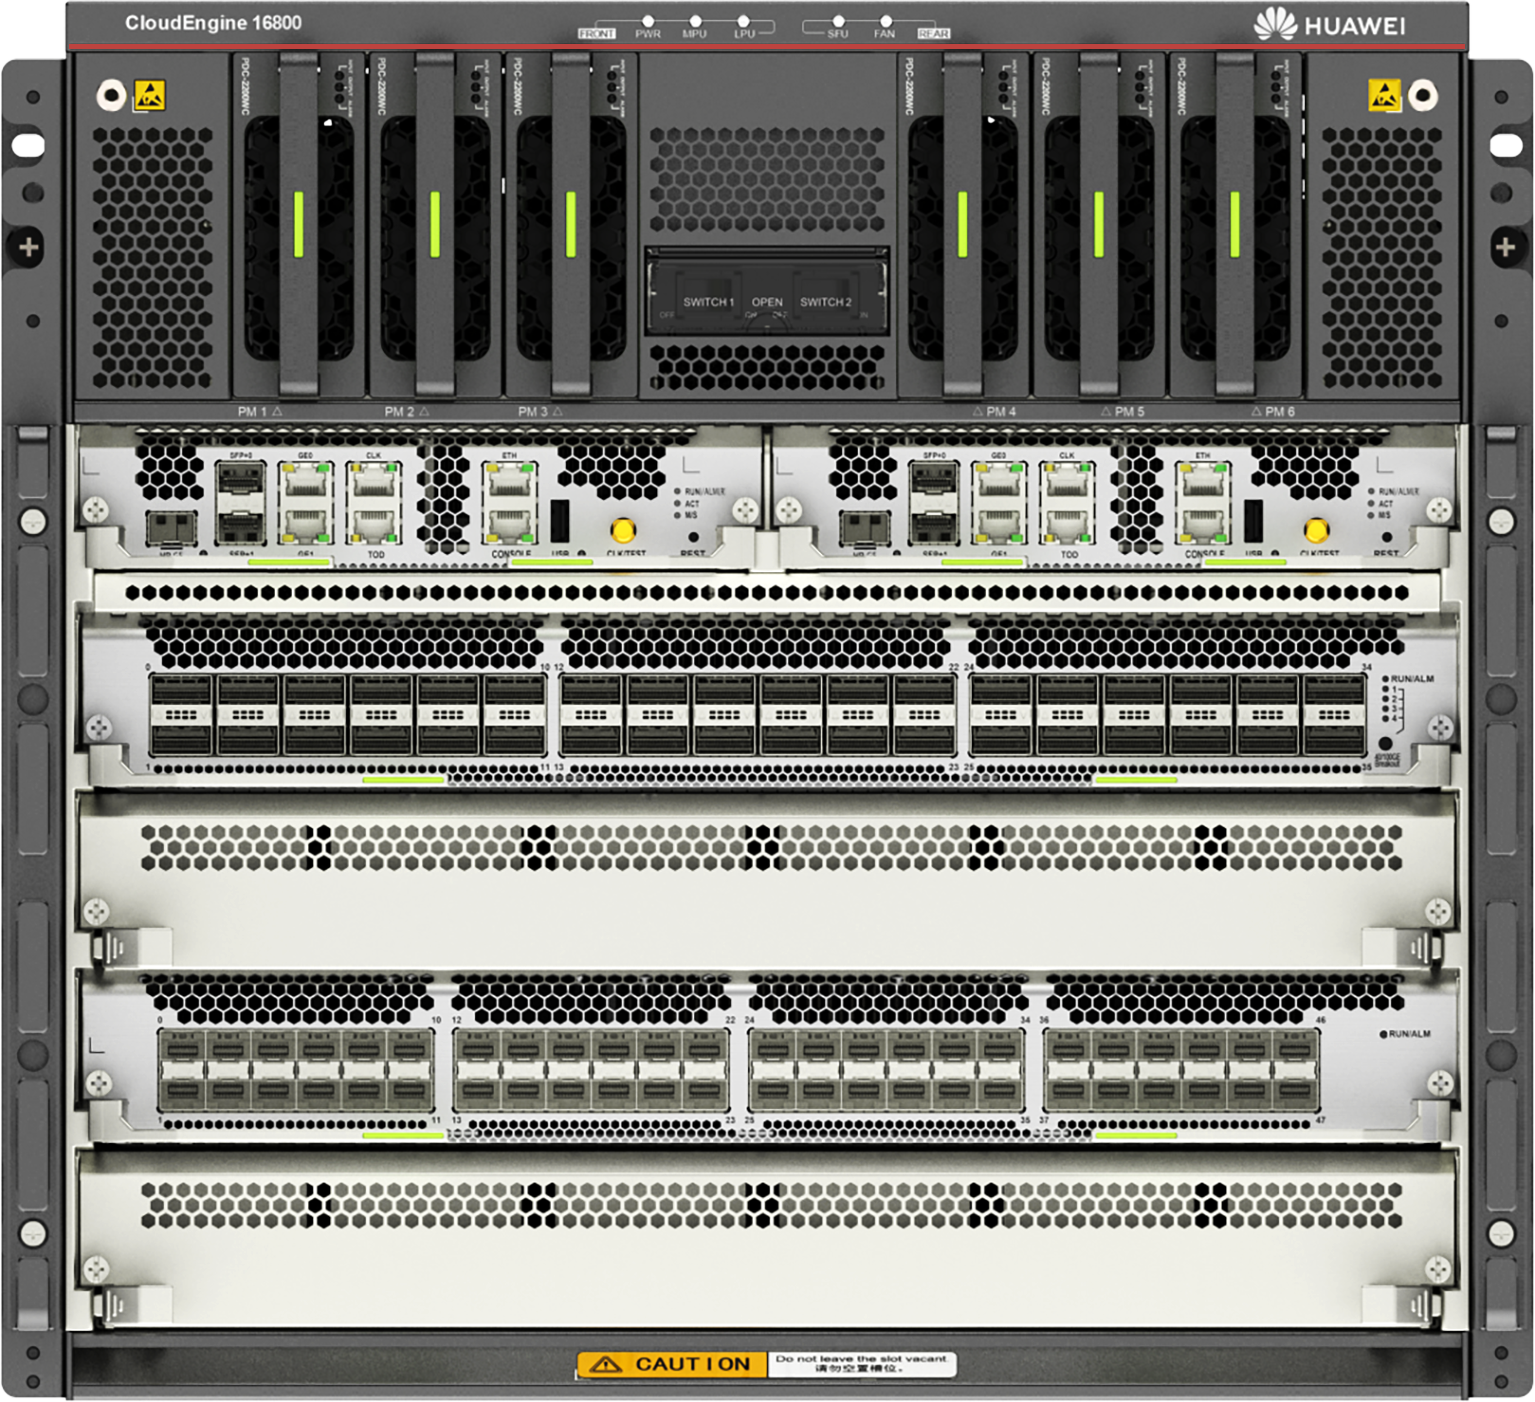 CloudEngine 16800
FRONT PWR MPU LPU SFU FAN REAR
HUAWEI
PDC-2200WC PDC-2200WC PDC-2200WC PDC-2200WC PDC-2200WC PDC-2200WC
SWITCH 1 OPEN SWITCH 2
PM 1 PM 2 PM 3 PM 4 PM 5 PM 6
SFP+0 GE0 CLK ETH SFP+0 GE0 CLK ETH
RUN/ALM RUN/ALM
ACT ACT
M/S M/S
SFP+1 GE1 TOD CONSOLE USB CLK/TEST REST SFP+1 GE1 TOD CONSOLE USB CLK/TEST REST
0 10 12 22 24 34
RUN/ALM
1
2
3
4
1 11 13 23 25 35
0 10 12 22 24 34 36 46
RUN/ALM
1 11 13 23 25 35 37 47
CAUTION
Do not leave the slot vacant.
请勿空置槽位。